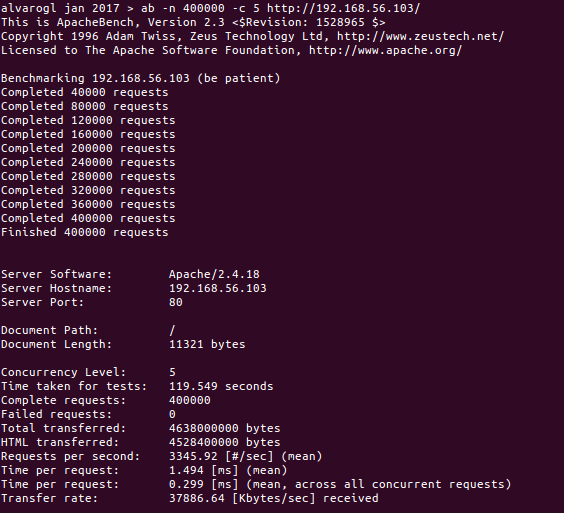 alvarogl jan 2017 > ab -n 400000 -c 5 http://192.168.56.103/
This is ApacheBench, Version 2.3 <$Revision: 1528965 $>
Copyright 1996 Adam Twiss, Zeus Technology Ltd, http://www.zeustech.net/
Licensed to The Apache Software Foundation, http://www.apache.org/

Benchmarking 192.168.56.103 (be patient)
Completed 40000 requests
Completed 80000 requests
Completed 120000 requests
Completed 160000 requests
Completed 200000 requests
Completed 240000 requests
Completed 280000 requests
Completed 320000 requests
Completed 360000 requests
Completed 400000 requests
Finished 400000 requests


Server Software:        Apache/2.4.18
Server Hostname:        192.168.56.103
Server Port:            80

Document Path:          /
Document Length:        11321 bytes

Concurrency Level:      5
Time taken for tests:   119.549 seconds
Complete requests:      400000
Failed requests:        0
Total transferred:      4638000000 bytes
HTML transferred:       4528400000 bytes
Requests per second:    3345.92 [#/sec] (mean)
Time per request:       1.494 [ms] (mean)
Time per request:       0.299 [ms] (mean, across all concurrent requests)
Transfer rate:          37886.64 [Kbytes/sec] received